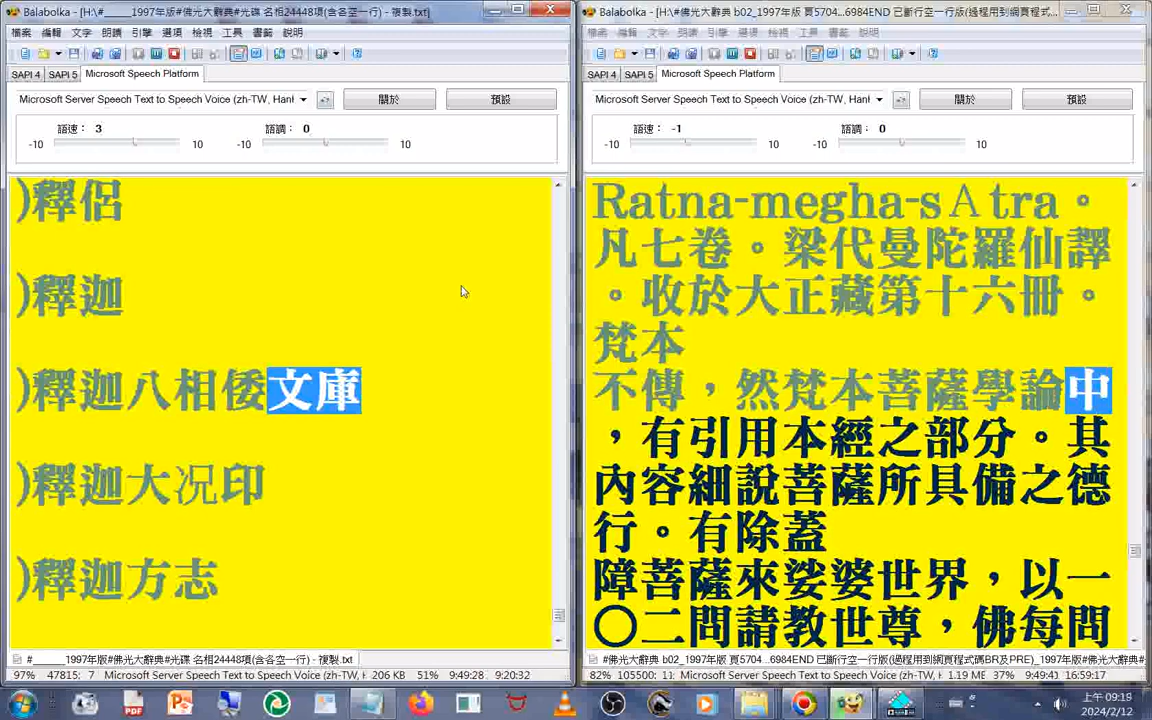 Balabolka - [H:\#_____1997年版#佛光大辭典#光碟 名相24448項(含各空一行) - 複製.txt]
檔案 編輯 文字 朗讀 引擎 選項 檢視 工具 書籤 說明
SAPI 4 SAPI 5 Microsoft Speech Platform
Microsoft Server Speech Text to Speech Voice (zh-TW, Han
關於
預設
語速： 3
語調： 0
-10 10 -10 10
)釋侶
)釋迦
)釋迦八相倭文庫
)釋迦大况印
)釋迦方志
#_____1997年版#佛光大辭典#光碟 名相24448項(含各空一行) - 複製.txt
97% 47815: 7 Microsoft Server Speech Text to Speech Voice (zh-TW, H 206 KB 51% 9:49:28 - 9:20:32
Balabolka - [H:\#佛光大辭典 b02_1997年版 頁5704...6984END 已斷行空一行版(過程用到網頁程式...
檔案 編輯 文字 朗讀 引擎 選項 檢視 工具 書籤 說明
SAPI 4 SAPI 5 Microsoft Speech Platform
Microsoft Server Speech Text to Speech Voice (zh-TW, Han
關於
預設
語速： -1
語調： 0
-10 10 -10 10
Ratna-megha-sAtra。
凡七卷。梁代曼陀羅仙譯
。收於大正藏第十六冊。
梵本
不傳，然梵本菩薩學論中
，有引用本經之部分。其
內容細說菩薩所具備之德
行。有除蓋
障菩薩來娑婆世界，以一
〇二問請教世尊，佛每問
#佛光大辭典 b02_1997年版 頁5704...6984END 已斷行空一行版(過程用到網頁程式碼BR及PRE)_1997年版#
82% 105500: 1 Microsoft Server Speech Text to Speech Voice (zh-TW, H 1.19 ME 37% 9:49:4 16:59:17
上午 09:18
2024/2/12